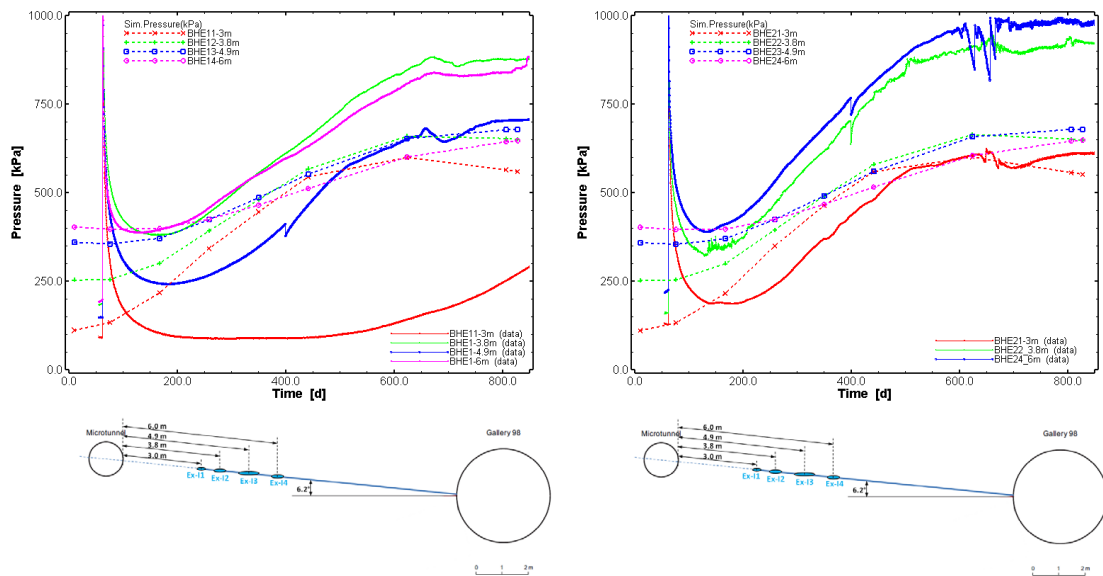 1000.0
750.0
500.0
250.0
0.0
Pressure [kPa]
Sim.Pressure(kPa)
BHE11-3m
BHE12-3.8m
BHE13-4.9m
BHE14-6m
BHE11-3m (data)
BHE1-3.8m (data)
BHE1-4.9m (data)
BHE1-6m (data)
0.0 200.0 400.0 600.0 800.0
Time [d]
1000.0
750.0
500.0
250.0
0.0
Pressure [kPa]
Sim.Pressure(kPa)
BHE21-3m
BHE22-3.8m
BHE23-4.9m
BHE24-6m
BHE21-3m (data)
BHE22_3.8m (data)
BHE24_6m (data)
0.0 200.0 400.0 600.0 800.0
Time [d]
Microtunnel
6.0 m
4.9 m
3.8 m
3.0 m
Ex-I1
Ex-I2
Ex-I3
Ex-I4
6.2°
Gallery 98
0 1 2 m
Microtunnel
6.0 m
4.9 m
3.8 m
3.0 m
Ex-I1
Ex-I2
Ex-I3
Ex-I4
6.2°
Gallery 98
0 1 2 m